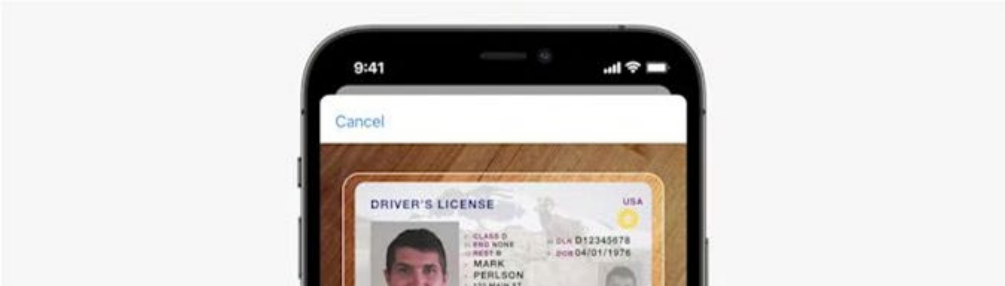 9:41
Cancel
DRIVER'S LICENSE
USA
CLASS D
END NONE
REST B
DLN D12345678
DOB 04/01/1976
MARK
PERLSON